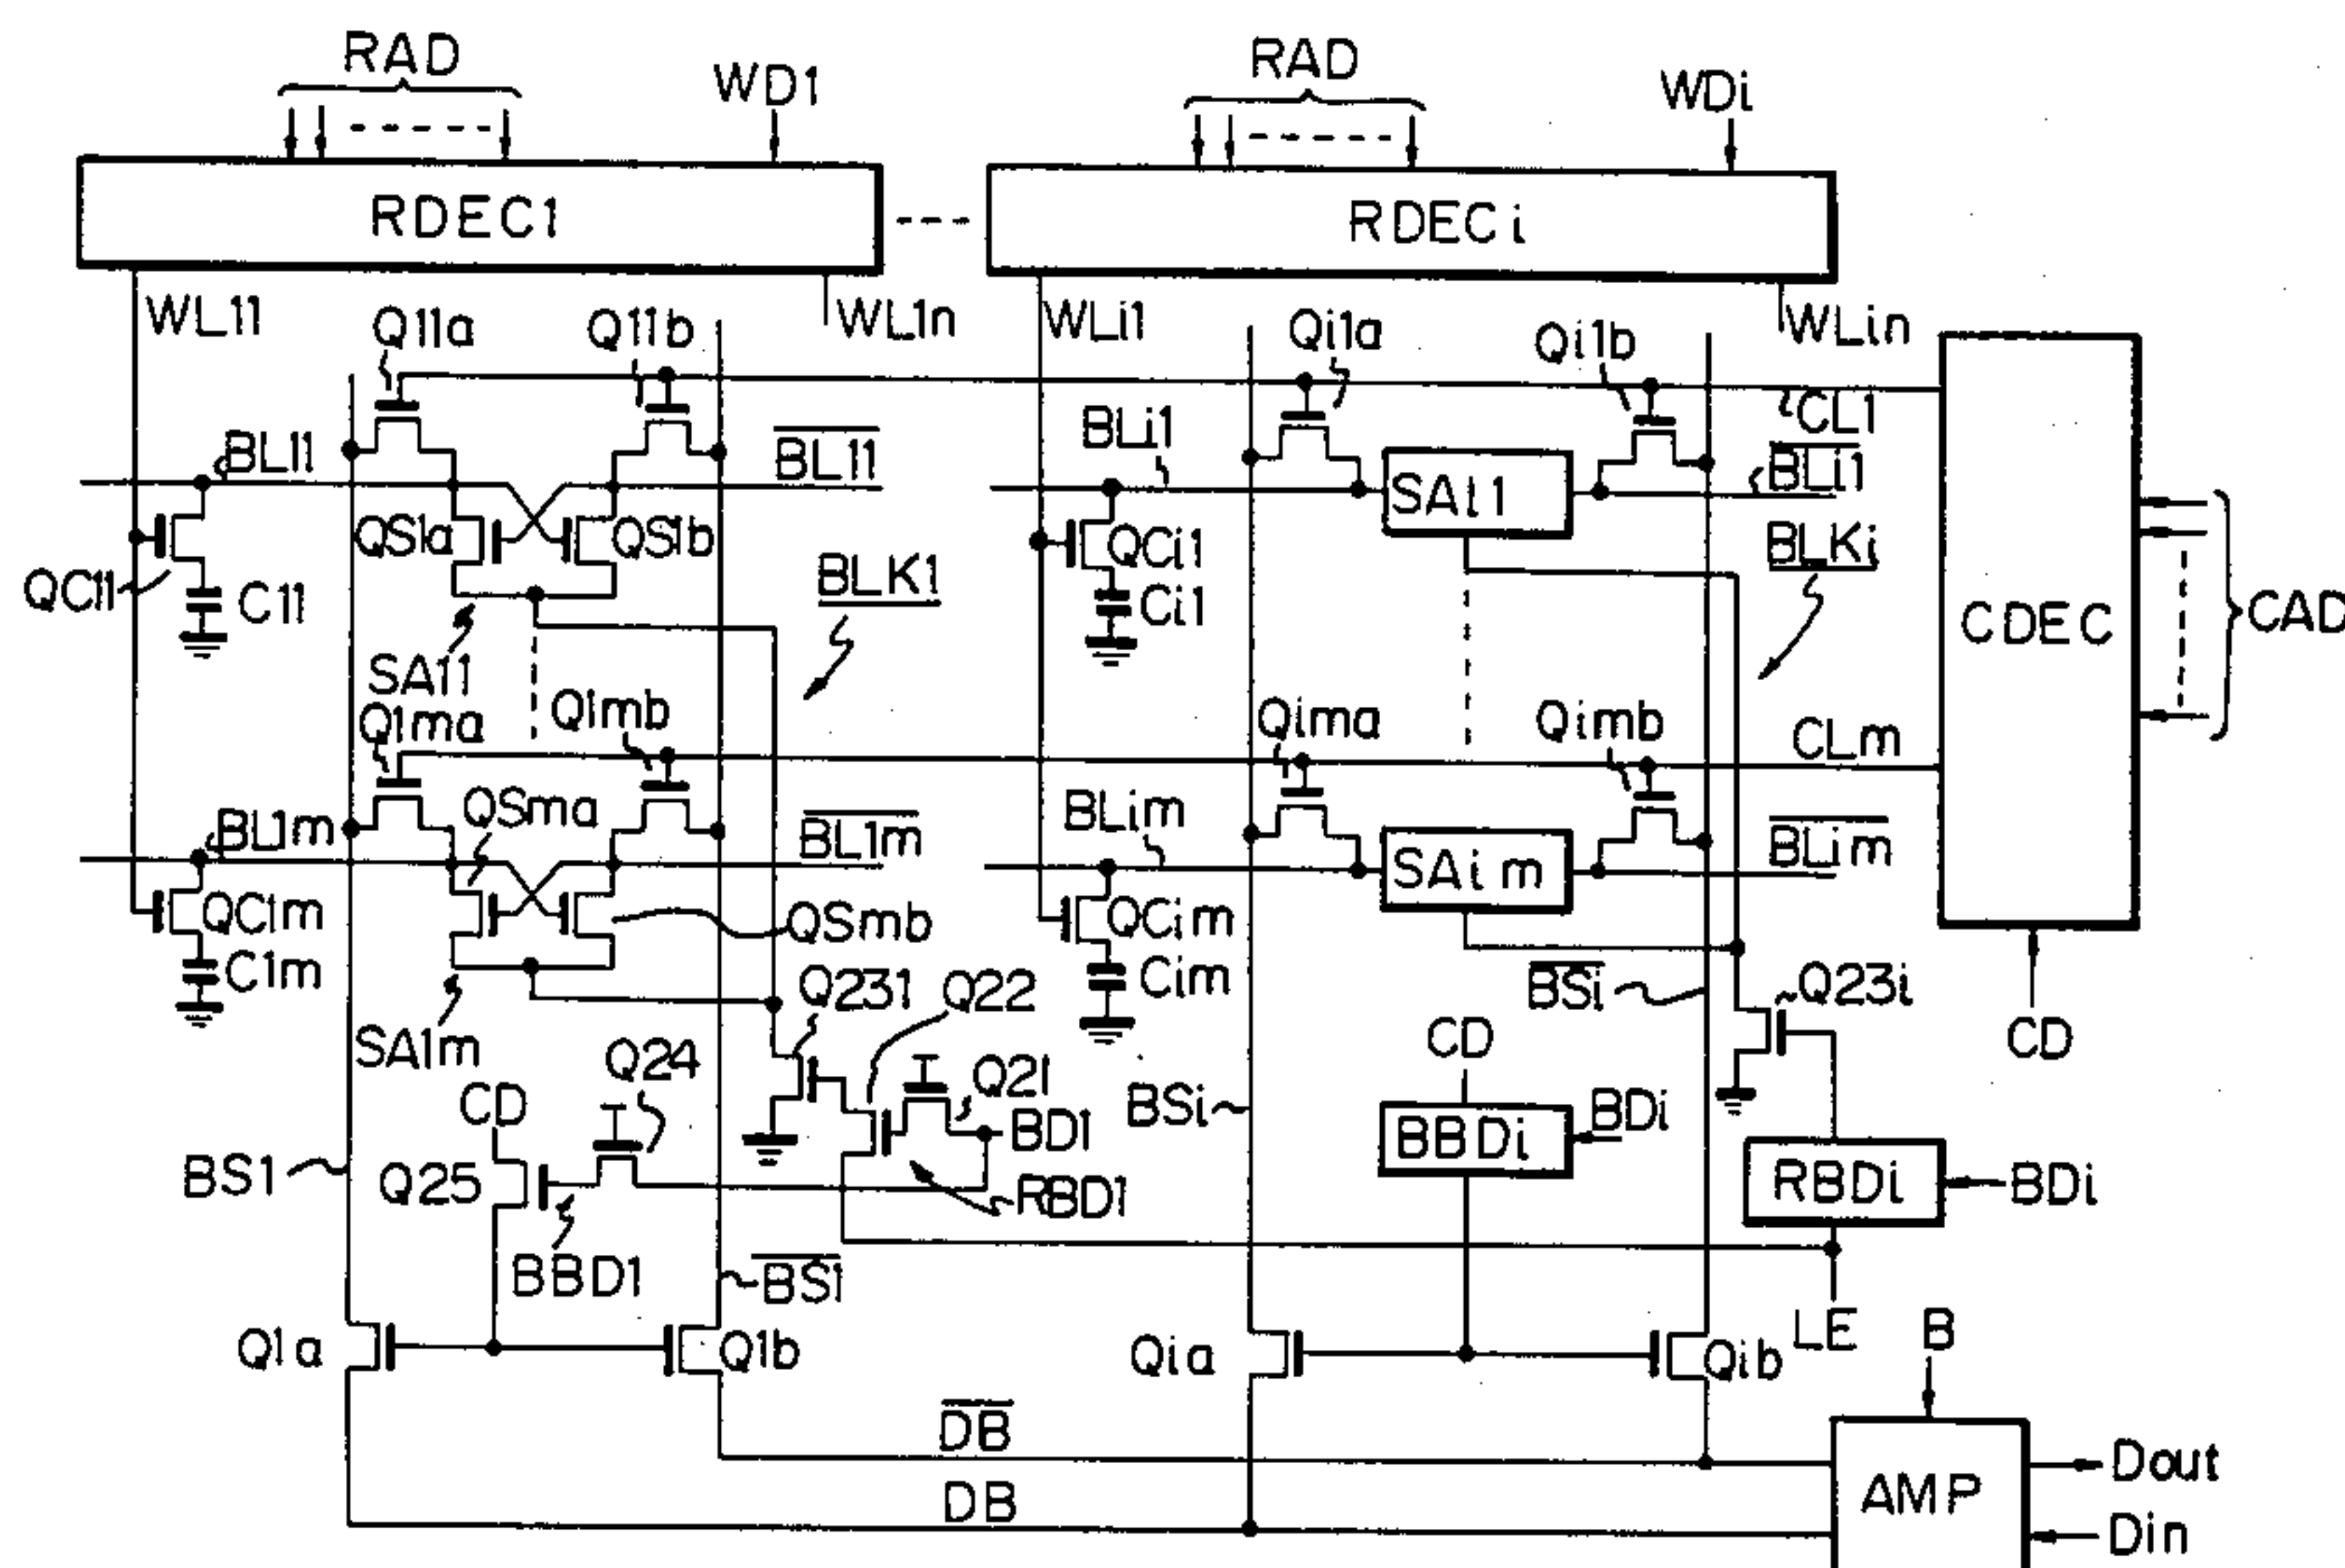 RAD
WD1
RAD
WDi
RDEC1
RDECi
WL11
Q11a
Q11b
WL1n
WLi1
Qi1a
Qi1b
WLin
CL1
BL11
BL11
BLi1
SAi1
BLi1
QS1a
QS1b
QCi1
BLKi
QC11
C11
BLK1
Ci1
CDEC
CAD
SA11
Q1ma
Q1mb
Qima
Qimb
CLm
QSma
BL1m
BL1m
BLim
SAim
BLim
QC1m
QSmb
QCim
C1m
Q231
Q22
Cim
BSi
Q23i
CD
SA1m
Q24
CD
Q21
CD
BD1
BSi
BBDi
BDi
BS1
Q25
RBD1
RBDi
BDi
BBD1
BS1
Q1a
Q1b
Qia
Qib
LE
B
DB
DB
AMP
Dout
Din